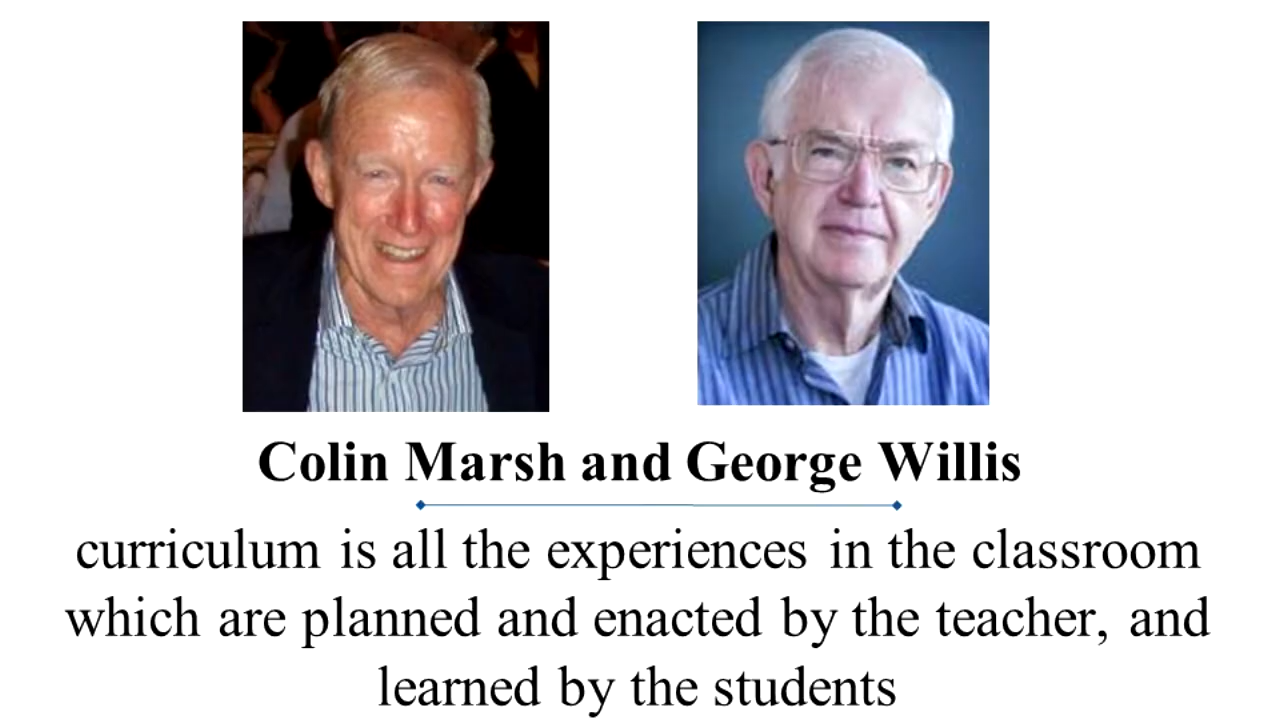 Colin Marsh and George Willis
curriculum is all the experiences in the classroom
which are planned and enacted by the teacher, and
learned by the students